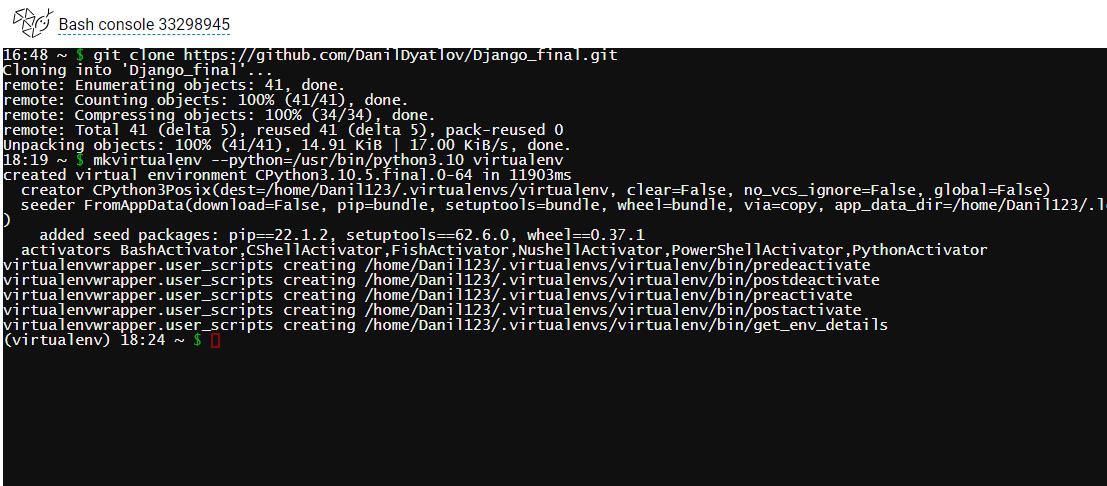 Bash console 33298945
16:48 ~ $ git clone https://github.com/DanilDyatlov/Django_final.git
Cloning into 'Django_final'...
remote: Enumerating objects: 41, done.
remote: Counting objects: 100% (41/41), done.
remote: Compressing objects: 100% (34/34), done.
remote: Total 41 (delta 5), reused 41 (delta 5), pack-reused 0
Unpacking objects: 100% (41/41), 14.91 KiB | 17.00 KiB/s, done.
18:19 ~ $ mkvirtualenv --python=/usr/bin/python3.10 virtualenv
created virtual environment CPython3.10.5.final.0-64 in 11903ms
  creator CPython3Posix(dest=/home/Danil123/.virtualenvs/virtualenv, clear=False, no_vcs_ignore=False, global=False)
  seeder FromAppData(download=False, pip=bundle, setuptools=bundle, wheel=bundle, via=copy, app_data_dir=/home/Danil123/.l
)
    added seed packages: pip==22.1.2, setuptools==62.6.0, wheel==0.37.1
  activators BashActivator,CShellActivator,FishActivator,NushellActivator,PowerShellActivator,PythonActivator
virtualenvwrapper.user_scripts creating /home/Danil123/.virtualenvs/virtualenv/bin/predeactivate
virtualenvwrapper.user_scripts creating /home/Danil123/.virtualenvs/virtualenv/bin/postdeactivate
virtualenvwrapper.user_scripts creating /home/Danil123/.virtualenvs/virtualenv/bin/preactivate
virtualenvwrapper.user_scripts creating /home/Danil123/.virtualenvs/virtualenv/bin/postactivate
virtualenvwrapper.user_scripts creating /home/Danil123/.virtualenvs/virtualenv/bin/get_env_details
(virtualenv) 18:24 ~ $